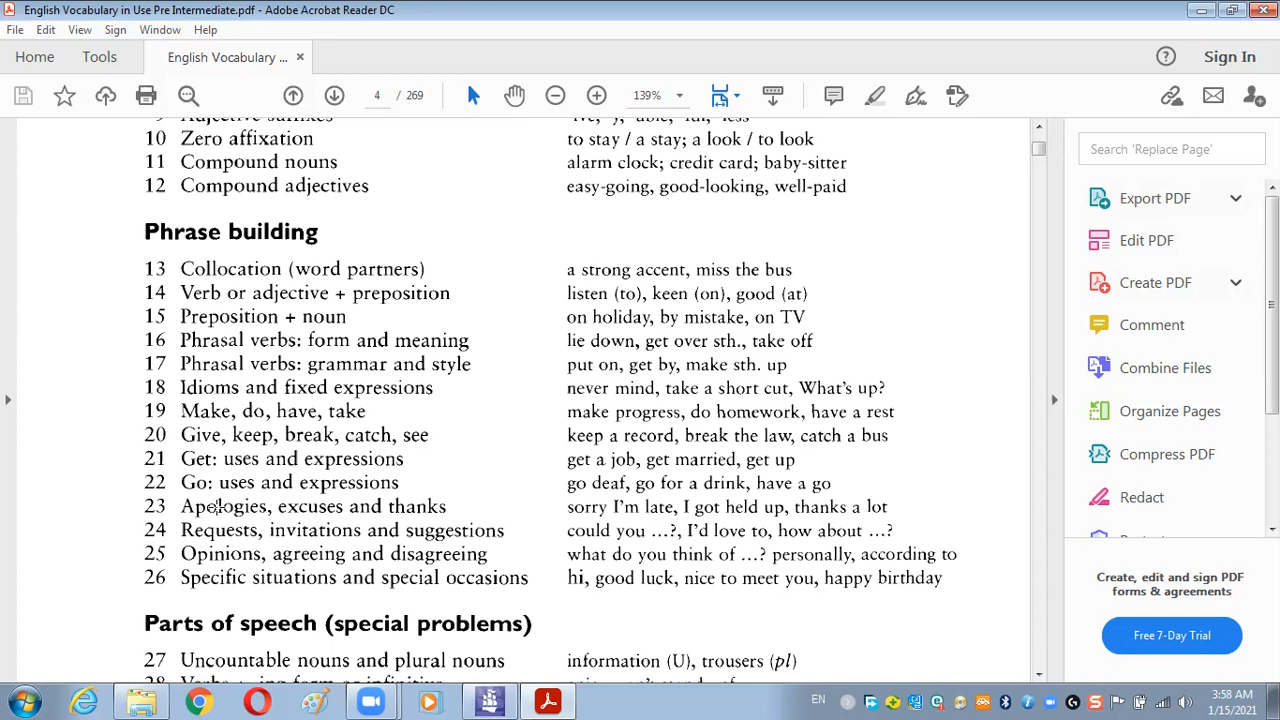 English Vocabulary in Use Pre Intermediate.pdf - Adobe Acrobat Reader DC
File Edit View Sign Window Help
Home Tools English Vocabulary ... × Sign In
4 / 269 139%
9 Adjective suffixes -ive, -y, -able, -ful, -less
10 Zero affixation to stay / a stay; a look / to look
11 Compound nouns alarm clock; credit card; baby-sitter
12 Compound adjectives easy-going, good-looking, well-paid
Phrase building
13 Collocation (word partners) a strong accent, miss the bus
14 Verb or adjective + preposition listen (to), keen (on), good (at)
15 Preposition + noun on holiday, by mistake, on TV
16 Phrasal verbs: form and meaning lie down, get over sth., take off
17 Phrasal verbs: grammar and style put on, get by, make sth. up
18 Idioms and fixed expressions never mind, take a short cut, What's up?
19 Make, do, have, take make progress, do homework, have a rest
20 Give, keep, break, catch, see keep a record, break the law, catch a bus
21 Get: uses and expressions get a job, get married, get up
22 Go: uses and expressions go deaf, go for a drink, have a go
23 Apologies, excuses and thanks sorry I'm late, I got held up, thanks a lot
24 Requests, invitations and suggestions could you ...?, I'd love to, how about ...?
25 Opinions, agreeing and disagreeing what do you think of ...? personally, according to
26 Specific situations and special occasions hi, good luck, nice to meet you, happy birthday
Parts of speech (special problems)
27 Uncountable nouns and plural nouns information (U), trousers (pl)
Search 'Replace Page'
Export PDF
Edit PDF
Create PDF
Comment
Combine Files
Organize Pages
Compress PDF
Redact
Create, edit and sign PDF
forms & agreements
Free 7-Day Trial
EN
3:58 AM
1/15/2021